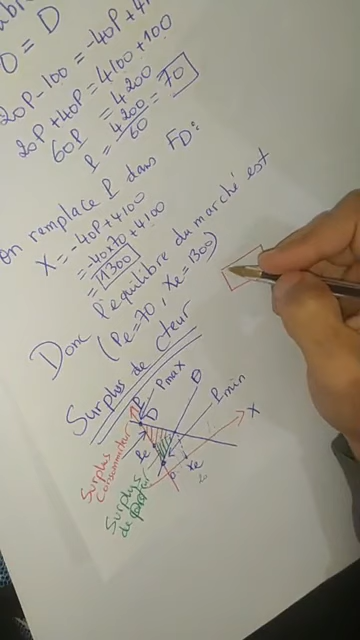 O = D
20P-100 = -40P+4
20P+40P = 4100+100
60P = 4200
P = 4200/60 = 70
on remplace P dans FD:
X = -40P+4100
= -40×70+4100
= 1300
Donc l'équilibre du marché est
(Pe=70, Xe=1300)
Surplus de cteur
P
Pmax
D
θ
Pmin
X
Pe
Xe
Surplus
Consommateur
Surplus
de